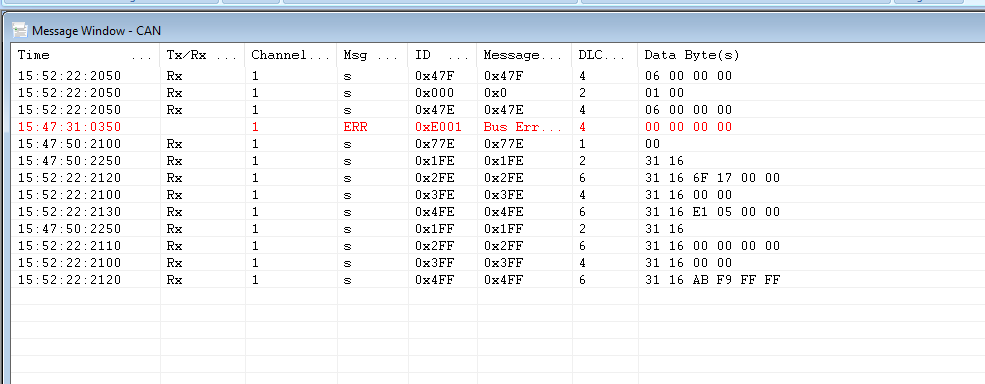 Message Window - CAN
Time ... Tx/Rx ... Channel... Msg ... ID ... Message... DLC... Data Byte(s)
15:52:22:2050 Rx 1 s 0x47F 0x47F 4 06 00 00 00
15:52:22:2050 Rx 1 s 0x000 0x0 2 01 00
15:52:22:2050 Rx 1 s 0x47E 0x47E 4 06 00 00 00
15:47:31:0350 1 ERR 0xE001 Bus Err... 4 00 00 00 00
15:47:50:2100 Rx 1 s 0x77E 0x77E 1 00
15:47:50:2250 Rx 1 s 0x1FE 0x1FE 2 31 16
15:52:22:2120 Rx 1 s 0x2FE 0x2FE 6 31 16 6F 17 00 00
15:52:22:2100 Rx 1 s 0x3FE 0x3FE 4 31 16 00 00
15:52:22:2130 Rx 1 s 0x4FE 0x4FE 6 31 16 E1 05 00 00
15:47:50:2250 Rx 1 s 0x1FF 0x1FF 2 31 16
15:52:22:2110 Rx 1 s 0x2FF 0x2FF 6 31 16 00 00 00 00
15:52:22:2100 Rx 1 s 0x3FF 0x3FF 4 31 16 00 00
15:52:22:2120 Rx 1 s 0x4FF 0x4FF 6 31 16 AB F9 FF FF